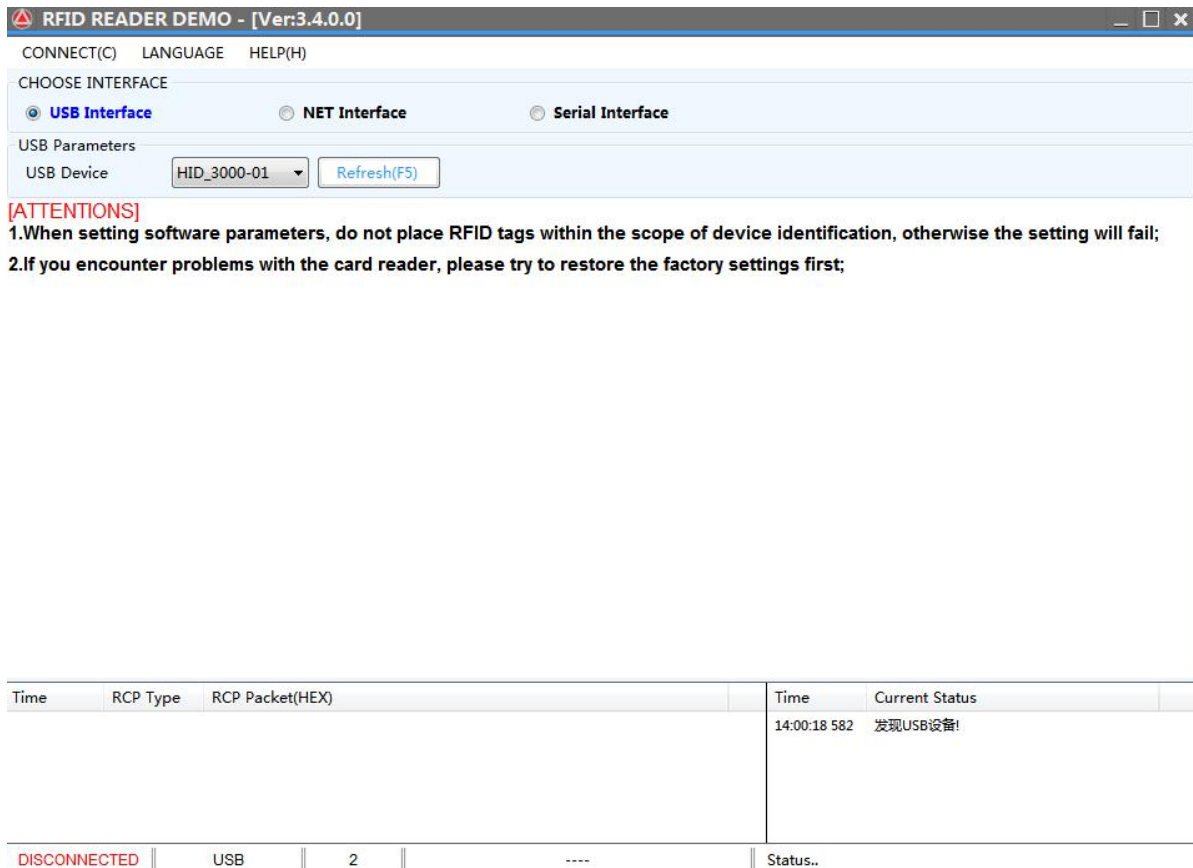 RFID READER DEMO - [Ver:3.4.0.0]
CONNECT(C) LANGUAGE HELP(H)
CHOOSE INTERFACE
USB Interface NET Interface Serial Interface
USB Parameters
USB Device HID_3000-01 Refresh(F5)
[ATTENTIONS]
1.When setting software parameters, do not place RFID tags within the scope of device identification, otherwise the setting will fail;
2.If you encounter problems with the card reader, please try to restore the factory settings first;
Time RCP Type RCP Packet(HEX) Time Current Status
14:00:18 582 发现USB设备!
DISCONNECTED USB 2 ---- Status..